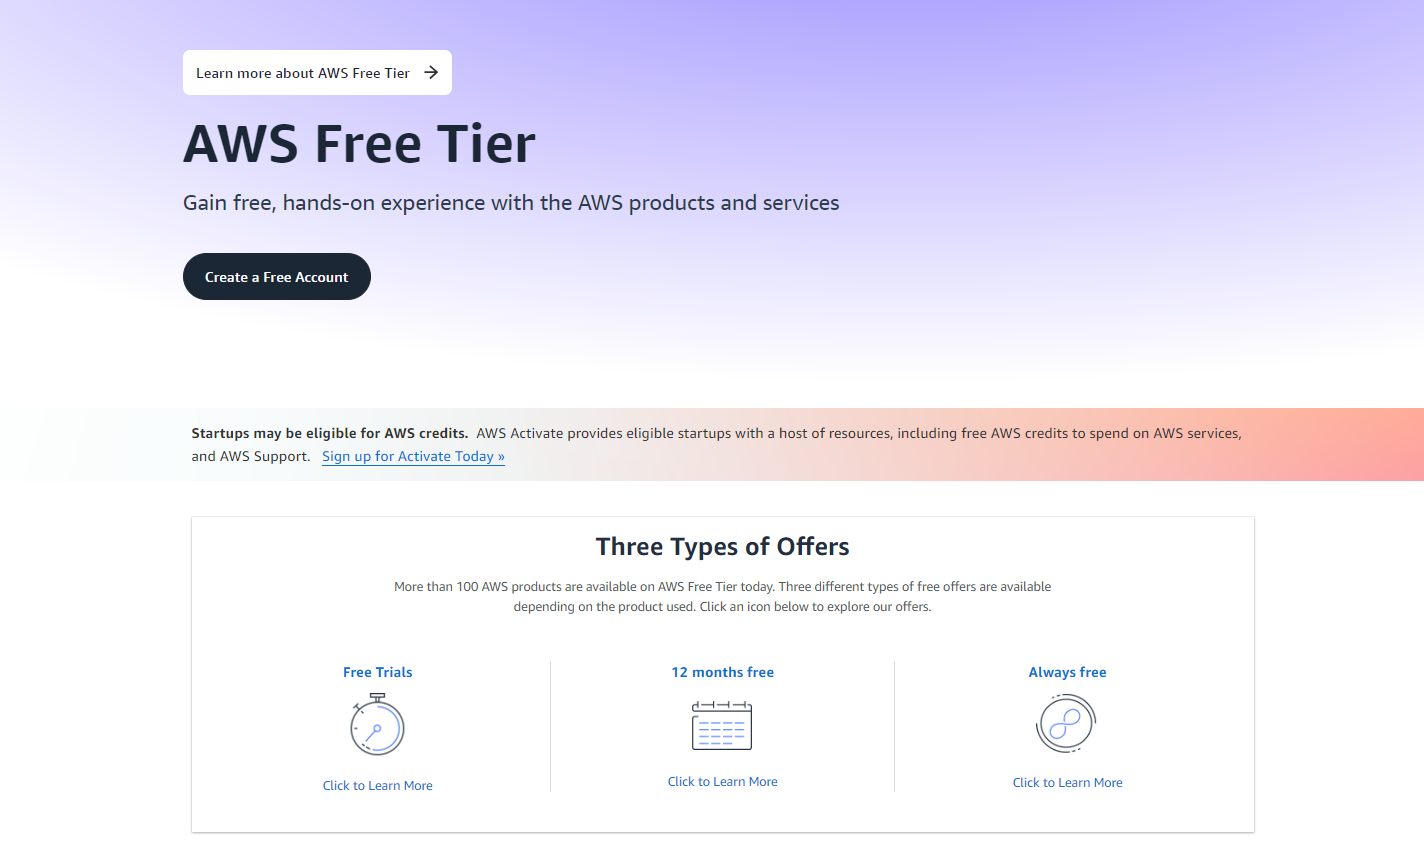 Learn more about AWS Free Tier
AWS Free Tier
Gain free, hands-on experience with the AWS products and services
Create a Free Account
Startups may be eligible for AWS credits. AWS Activate provides eligible startups with a host of resources, including free AWS credits to spend on AWS services,
and AWS Support. Sign up for Activate Today »
Three Types of Offers
More than 100 AWS products are available on AWS Free Tier today. Three different types of free offers are available
depending on the product used. Click an icon below to explore our offers.
Free Trials
Click to Learn More
12 months free
Click to Learn More
Always free
Click to Learn More